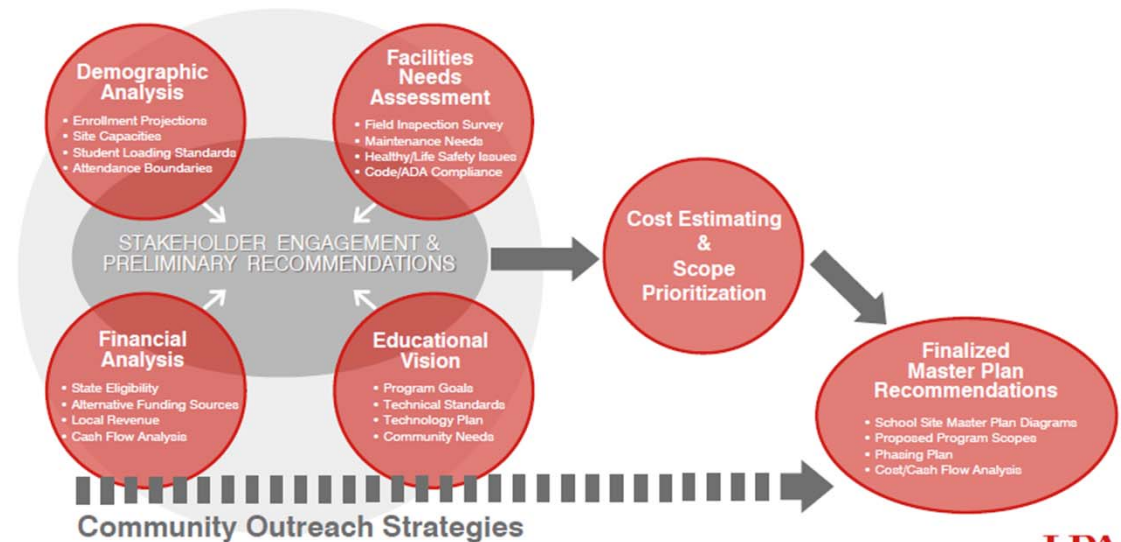 Demographic
Analysis
• Enrollment Projections
• Site Capacities
• Student Loading Standards
• Attendance Boundaries
Facilities
Needs
Assessment
• Field Inspection Survey
• Maintenance Needs
• Healthy/Life Safety Issues
• Code/ADA Compliance
STAKEHOLDER ENGAGEMENT &
PRELIMINARY RECOMMENDATIONS
Financial
Analysis
• State Eligibility
• Alternative Funding Sources
• Local Revenue
• Cash Flow Analysis
Educational
Vision
• Program Goals
• Technical Standards
• Technology Plan
• Community Needs
Cost Estimating
&
Scope
Prioritization
Finalized
Master Plan
Recommendations
• School Site Master Plan Diagrams
• Proposed Program Scopes
• Phasing Plan
• Cost/Cash Flow Analysis
Community Outreach Strategies